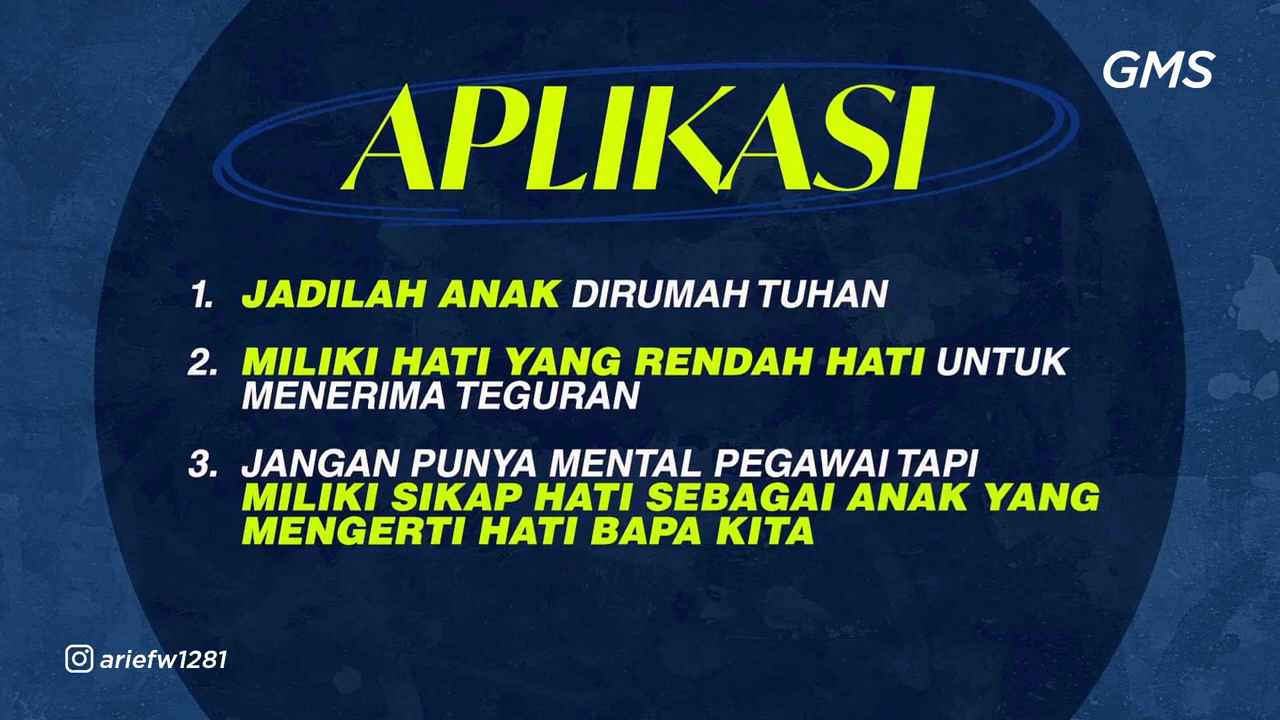 GMS
APLIKASI
1. JADILAH ANAK DIRUMAH TUHAN
2. MILIKI HATI YANG RENDAH HATI UNTUK
MENERIMA TEGURAN
3. JANGAN PUNYA MENTAL PEGAWAI TAPI
MILIKI SIKAP HATI SEBAGAI ANAK YANG
MENGERTI HATI BAPA KITA
ariefw1281